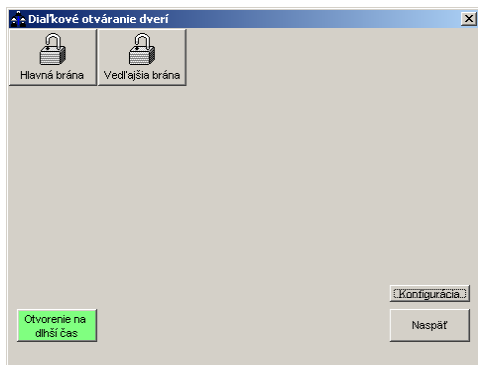 Diaľkové otváranie dverí
Hlavná brána
Vedľajšia brána
Konfigurácia
Otvorenie na
dlhší čas
Naspäť